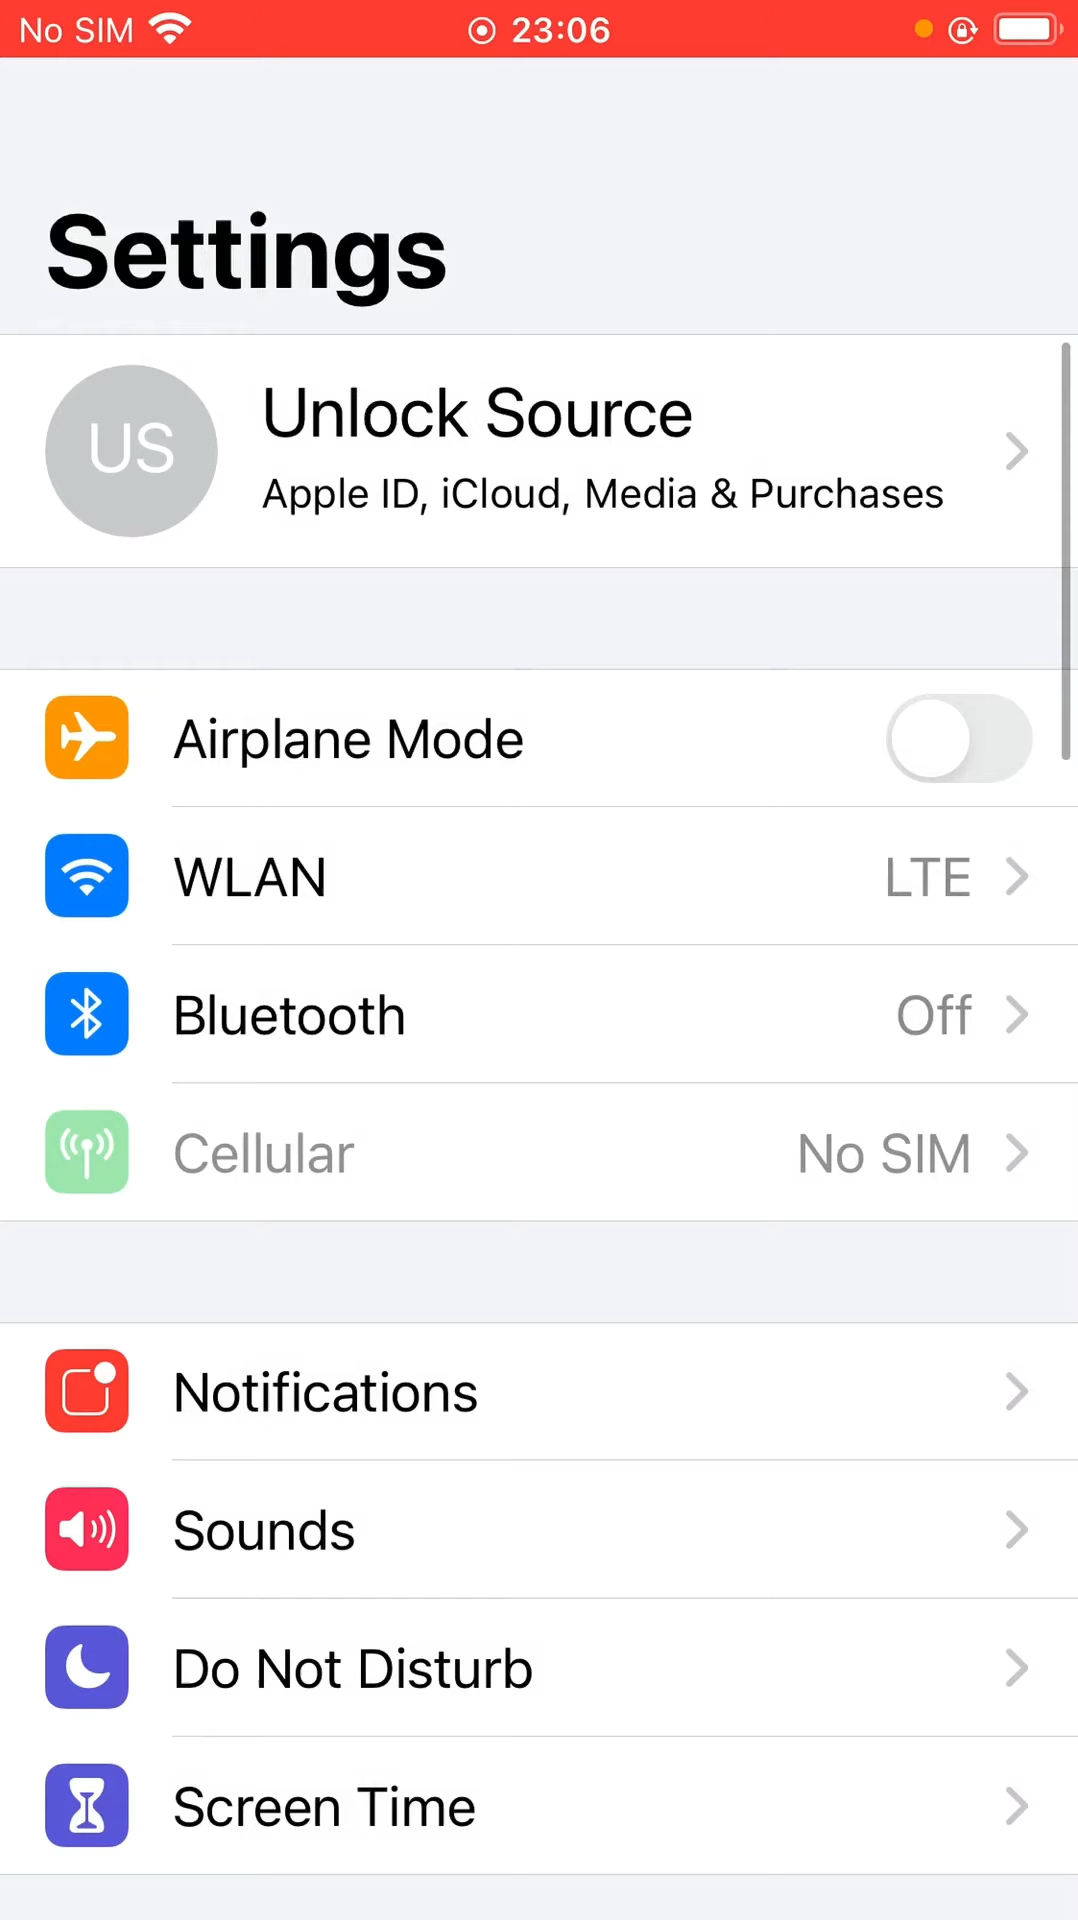 No SIM 23:06
Settings
US
Unlock Source
Apple ID, iCloud, Media & Purchases
Airplane Mode
WLAN LTE
Bluetooth Off
Cellular No SIM
Notifications
Sounds
Do Not Disturb
Screen Time